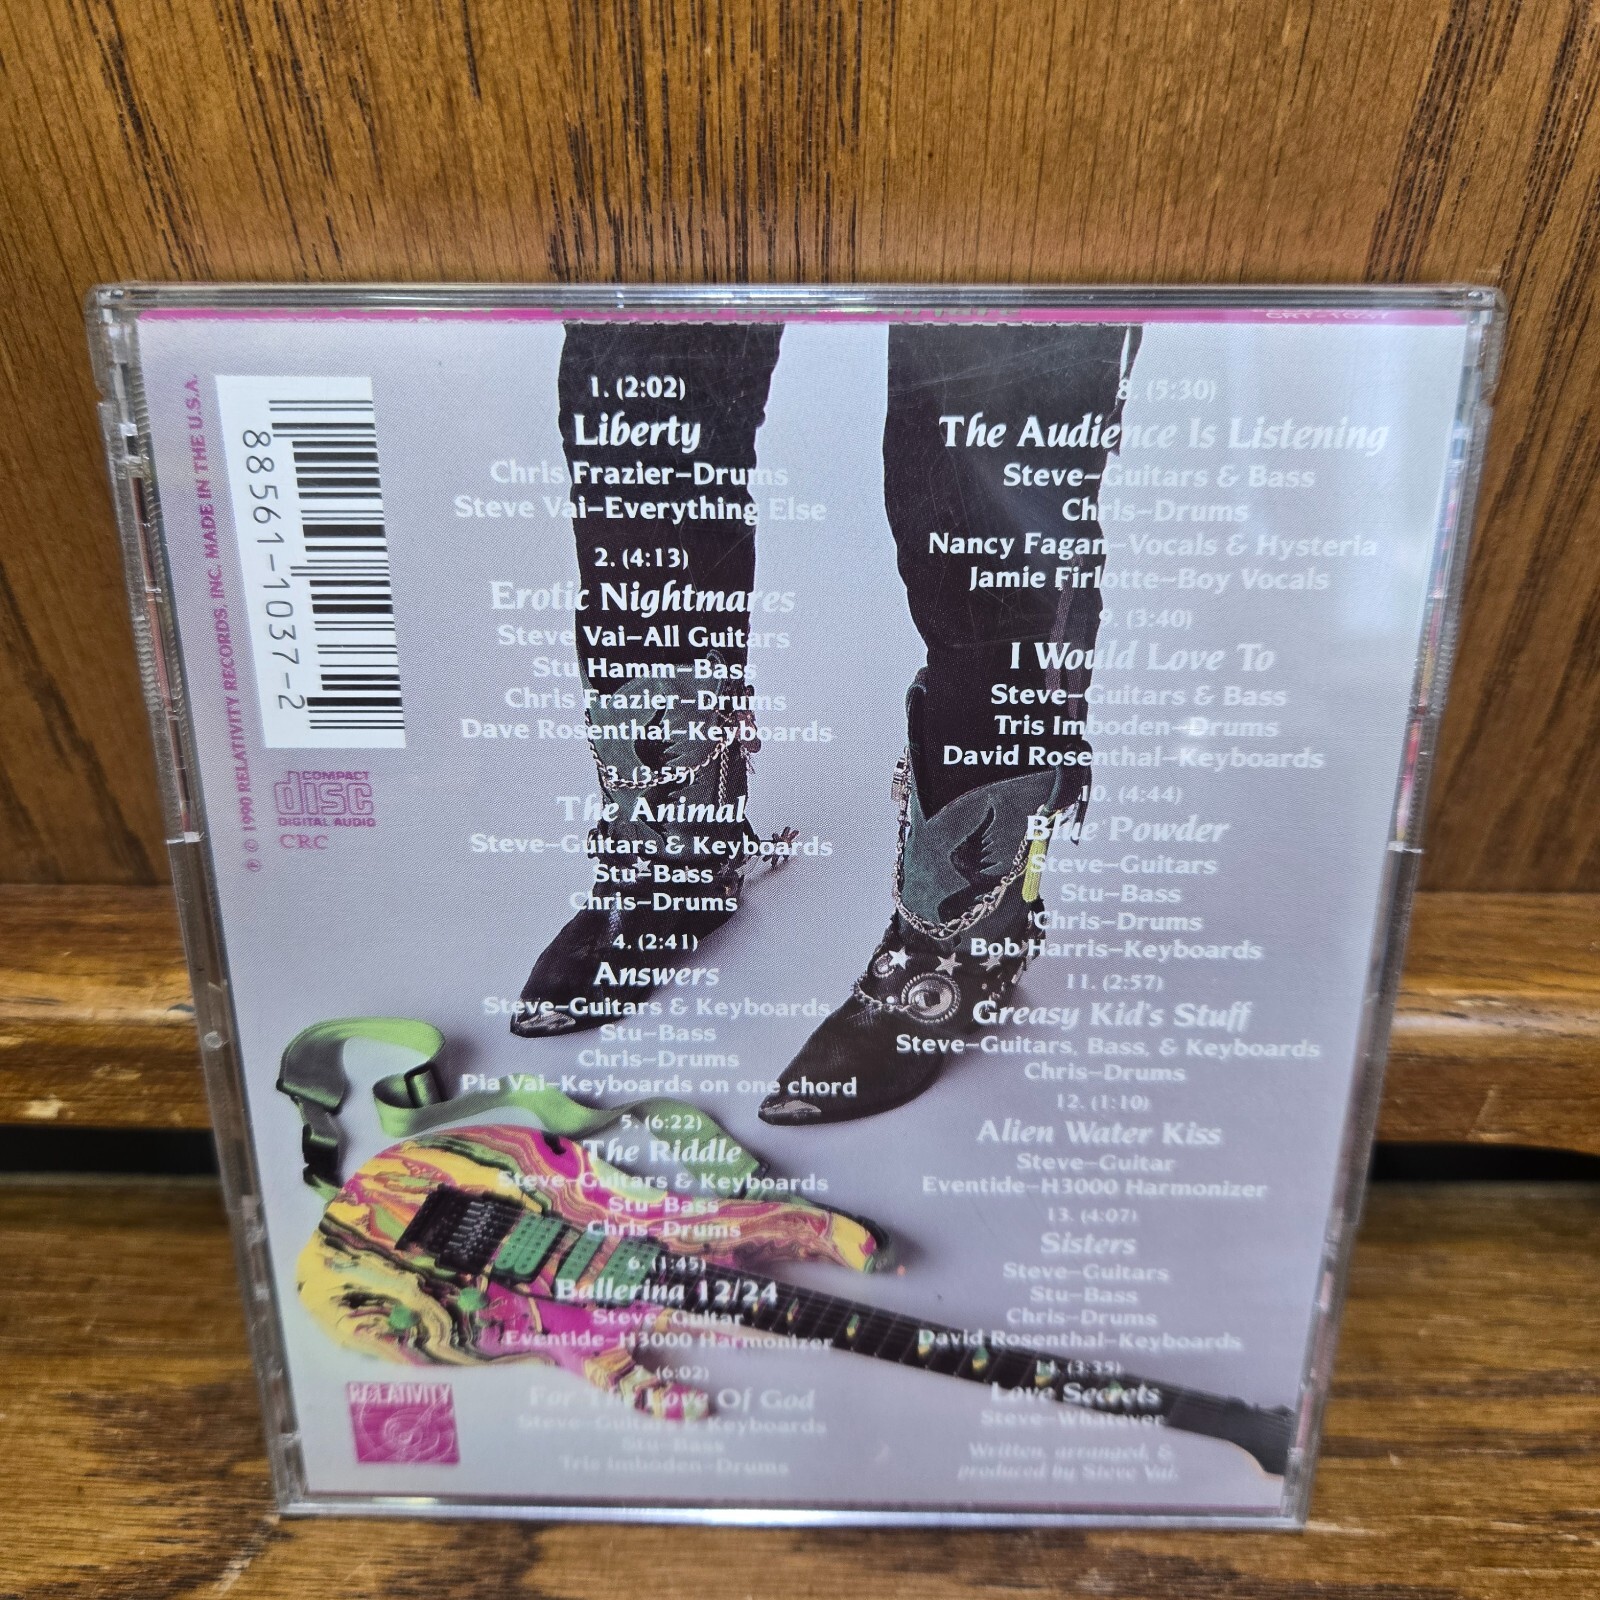 1. (2:02)
Liberty
Chris Frazier–Drums
Steve Vai–Everything Else
2. (4:13)
Erotic Nightmares
Steve Vai–All Guitars
Stu Hamm–Bass
Chris Frazier–Drums
Dave Rosenthal–Keyboards
3. (3:55)
The Animal
Steve–Guitars & Keyboards
Stu–Bass
Chris–Drums
4. (2:41)
Answers
Steve–Guitars & Keyboards
Stu–Bass
Chris–Drums
Pia Vai–Keyboards on one chord
5. (6:22)
The Riddle
Steve–Guitars & Keyboards
Stu–Bass
Chris–Drums
6. (1:45)
Ballerina 12/24
Steve–Guitar
Eventide–H3000 Harmonizer
7. (6:02)
For The Love Of God
Steve–Guitars & Keyboards
Stu–Bass
Tris Imboden–Drums
8. (5:30)
The Audience Is Listening
Steve–Guitars & Bass
Chris–Drums
Nancy Fagan–Vocals & Hysteria
Jamie Firlotte–Boy Vocals
9. (3:40)
I Would Love To
Steve–Guitars & Bass
Tris Imboden–Drums
David Rosenthal–Keyboards
10. (4:44)
Blue Powder
Steve–Guitars
Stu–Bass
Chris–Drums
Bob Harris–Keyboards
11. (2:57)
Greasy Kid's Stuff
Steve–Guitars, Bass, & Keyboards
Chris–Drums
12. (1:10)
Alien Water Kiss
Steve–Guitar
Eventide–H3000 Harmonizer
13. (4:07)
Sisters
Steve–Guitars
Stu–Bass
Chris–Drums
David Rosenthal–Keyboards
14. (3:35)
Love Secrets
Steve–Whatever
Written, arranged, &
produced by Steve Vai.
℗ © 1990 RELATIVITY RECORDS, INC. MADE IN THE U.S.A.
88561-1037-2
COMPACT
disc
DIGITAL AUDIO
CRC
RELATIVITY